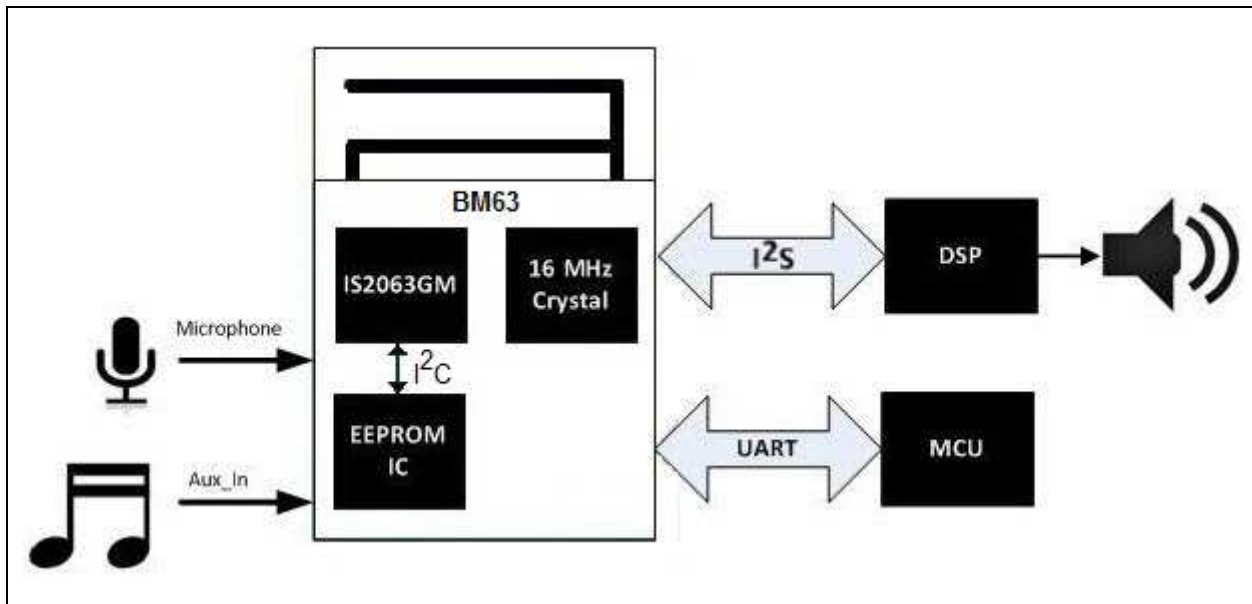 BM63
IS2063GM
16 MHz
Crystal
I²C
EEPROM
IC
Microphone
Aux_In
I²S
DSP
UART
MCU